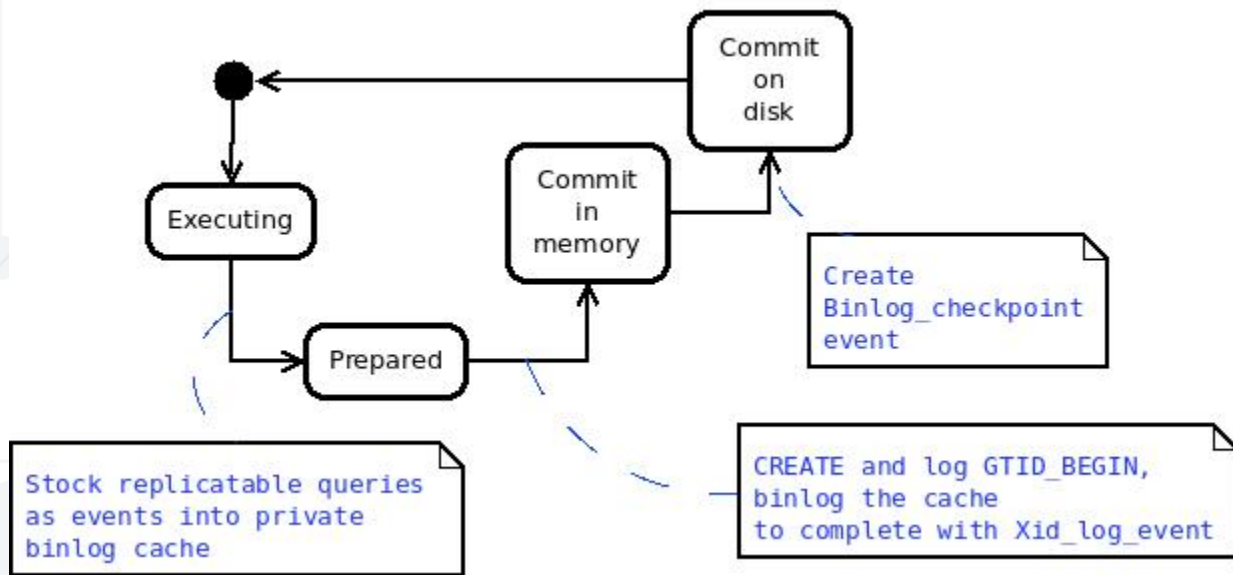 Commit
on
disk
Commit
in
memory
Executing
Create
Binlog_checkpoint
event
Prepared
CREATE and log GTID_BEGIN,
binlog the cache
to complete with Xid_log_event
Stock replicatable queries
as events into private
binlog cache